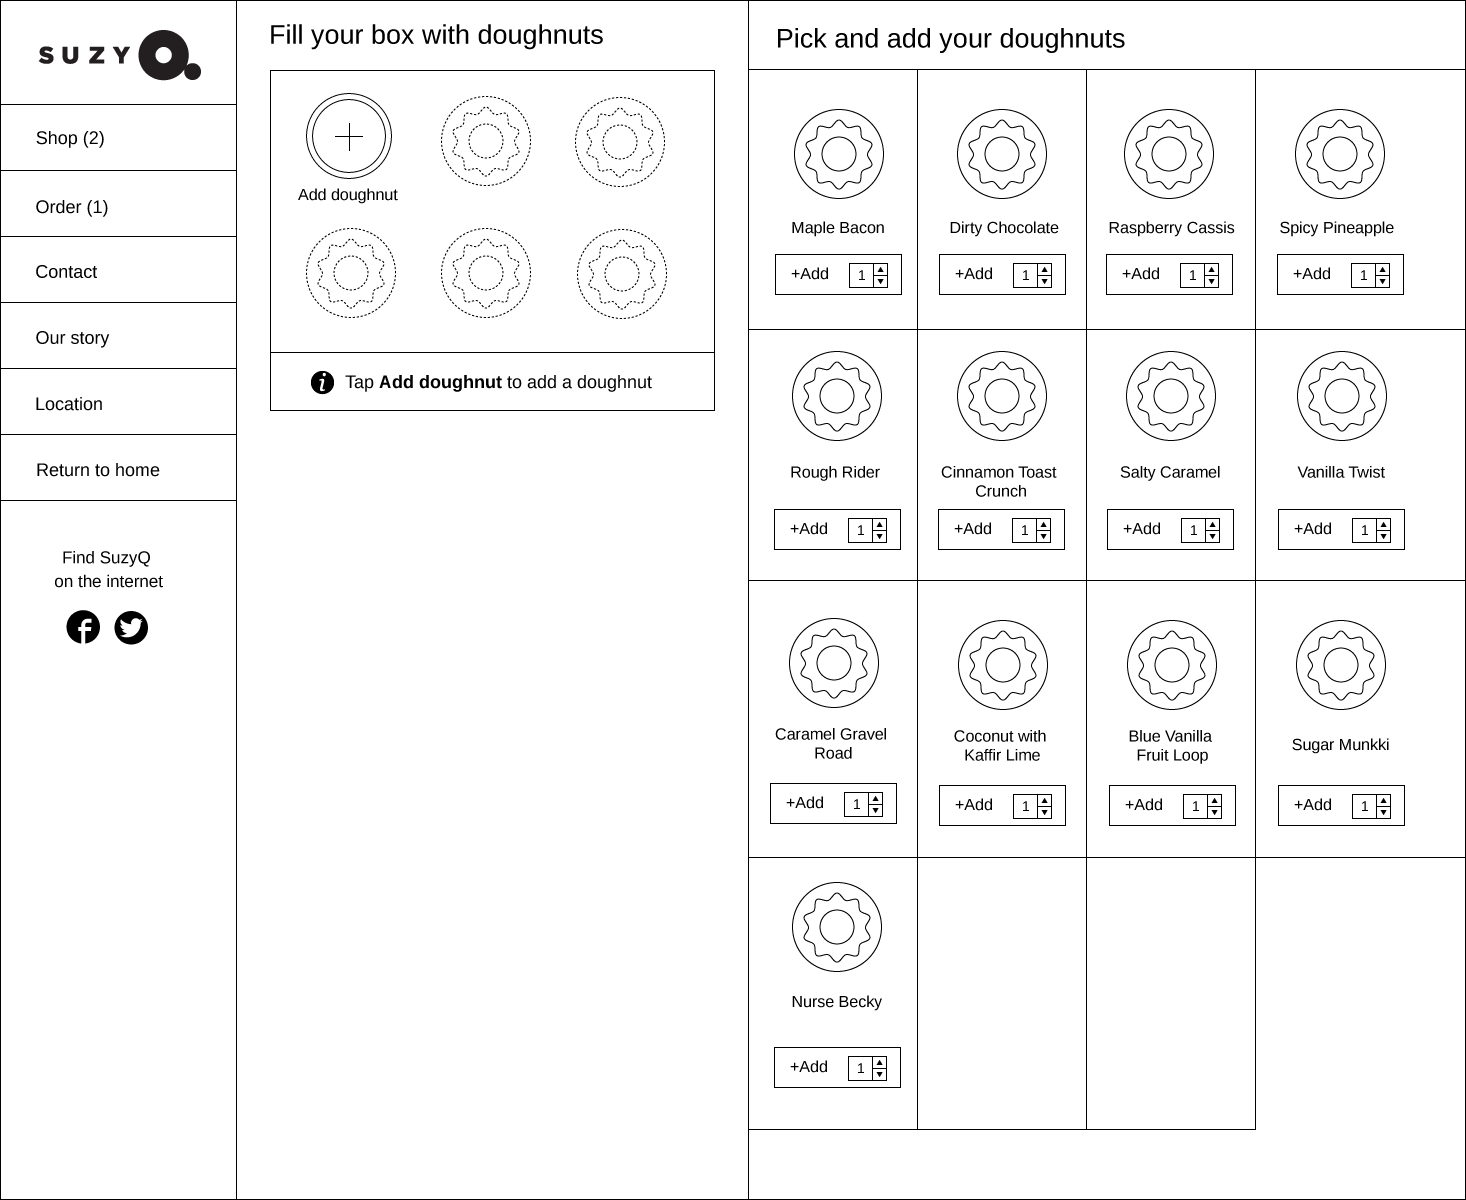 SUZY Q.
Shop (2)
Order (1)
Contact
Our story
Location
Return to home
Find SuzyQ
on the internet
Fill your box with doughnuts
Add doughnut
Tap Add doughnut to add a doughnut
Pick and add your doughnuts
Maple Bacon
+Add 1
Dirty Chocolate
+Add 1
Raspberry Cassis
+Add 1
Spicy Pineapple
+Add 1
Rough Rider
+Add 1
Cinnamon Toast
Crunch
+Add 1
Salty Caramel
+Add 1
Vanilla Twist
+Add 1
Caramel Gravel
Road
+Add 1
Coconut with
Kaffir Lime
+Add 1
Blue Vanilla
Fruit Loop
+Add 1
Sugar Munkki
+Add 1
Nurse Becky
+Add 1